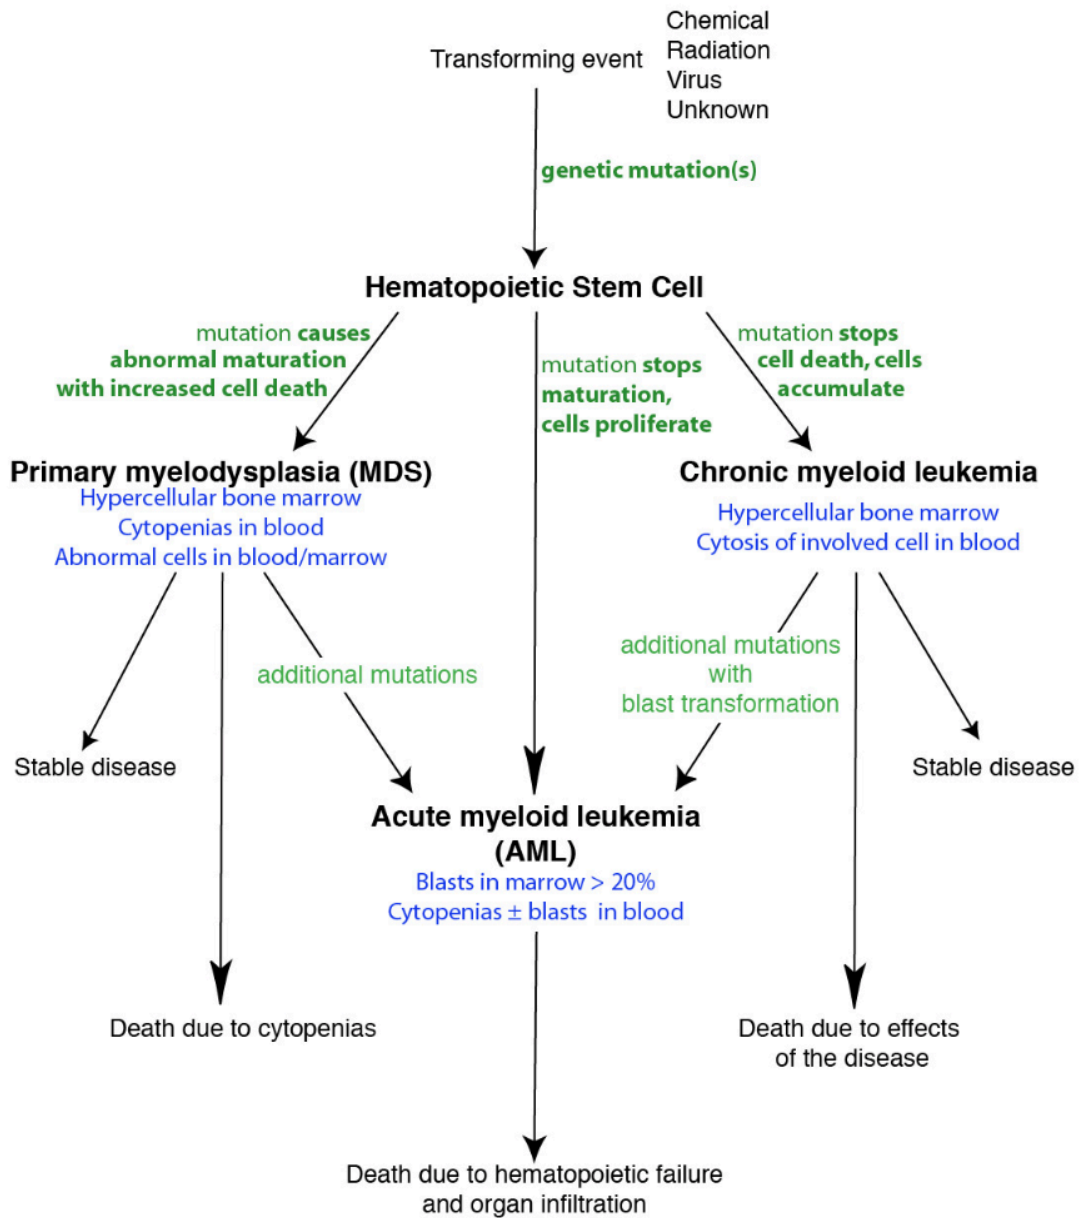 Transforming event
Chemical
Radiation
Virus
Unknown
genetic mutation(s)
Hematopoietic Stem Cell
mutation causes
abnormal maturation
with increased cell death
mutation stops
maturation,
cells proliferate
mutation stops
cell death, cells
accumulate
Primary myelodysplasia (MDS)
Hypercellular bone marrow
Cytopenias in blood
Abnormal cells in blood/marrow
Chronic myeloid leukemia
Hypercellular bone marrow
Cytosis of involved cell in blood
additional mutations
additional mutations
with
blast transformation
Stable disease
Stable disease
Acute myeloid leukemia
(AML)
Blasts in marrow > 20%
Cytopenias ± blasts in blood
Death due to cytopenias
Death due to effects
of the disease
Death due to hematopoietic failure
and organ infiltration